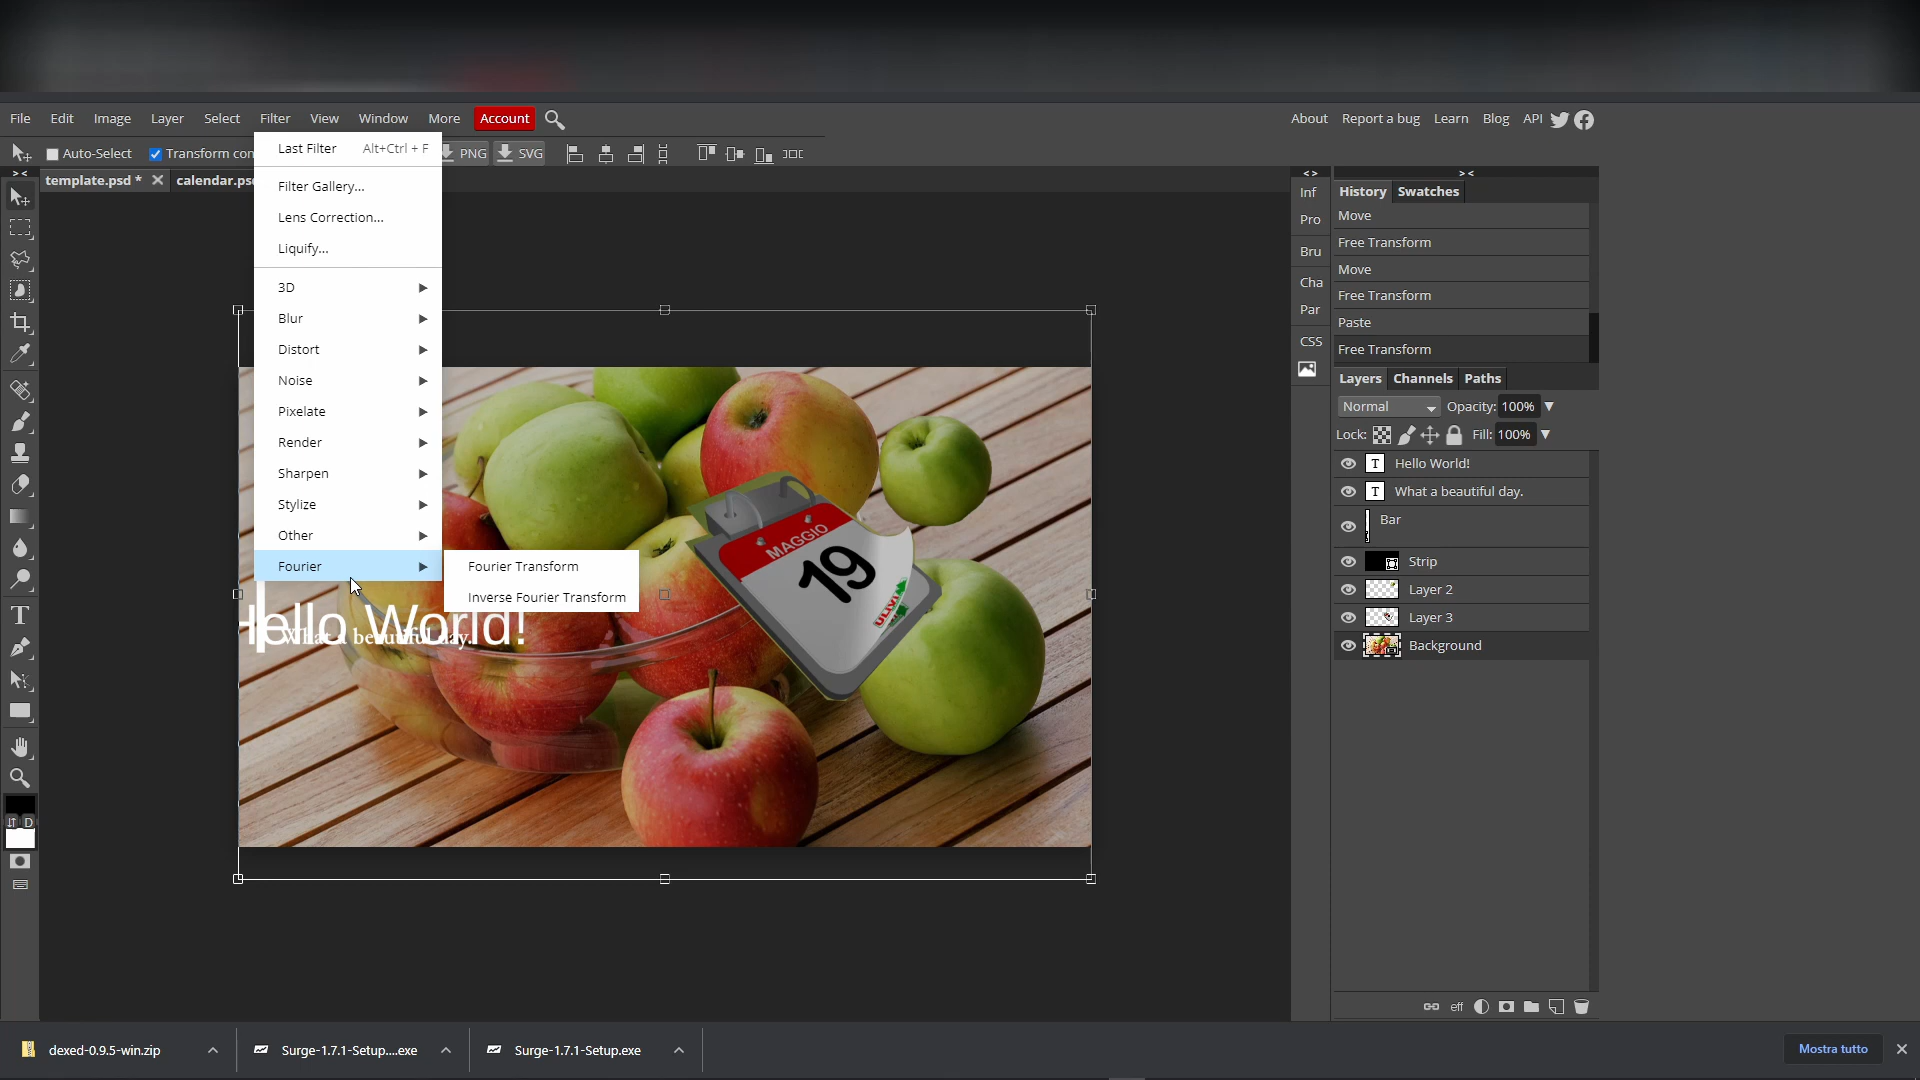 File Edit Image Layer Select Filter View Window More Account About Report a bug Learn Blog API
Auto-Select Transform con PNG SVG
template.psd * calendar.ps
Last Filter Alt+Ctrl + F
Filter Gallery...
Lens Correction...
Liquify...
3D
Blur
Distort
Noise
Pixelate
Render
Sharpen
Stylize
Other
Fourier
Fourier Transform
Inverse Fourier Transform
Hello World!
What a beautiful day.
MAGGIO
19
ULIVI
Inf
Pro
Bru
Cha
Par
CSS
History Swatches
Move
Free Transform
Move
Free Transform
Paste
Free Transform
Layers Channels Paths
Normal Opacity: 100%
Lock: Fill: 100%
T Hello World!
T What a beautiful day.
Bar
Strip
Layer 2
Layer 3
Background
eff
T
D
dexed-0.9.5-win.zip Surge-1.7.1-Setup....exe Surge-1.7.1-Setup.exe Mostra tutto